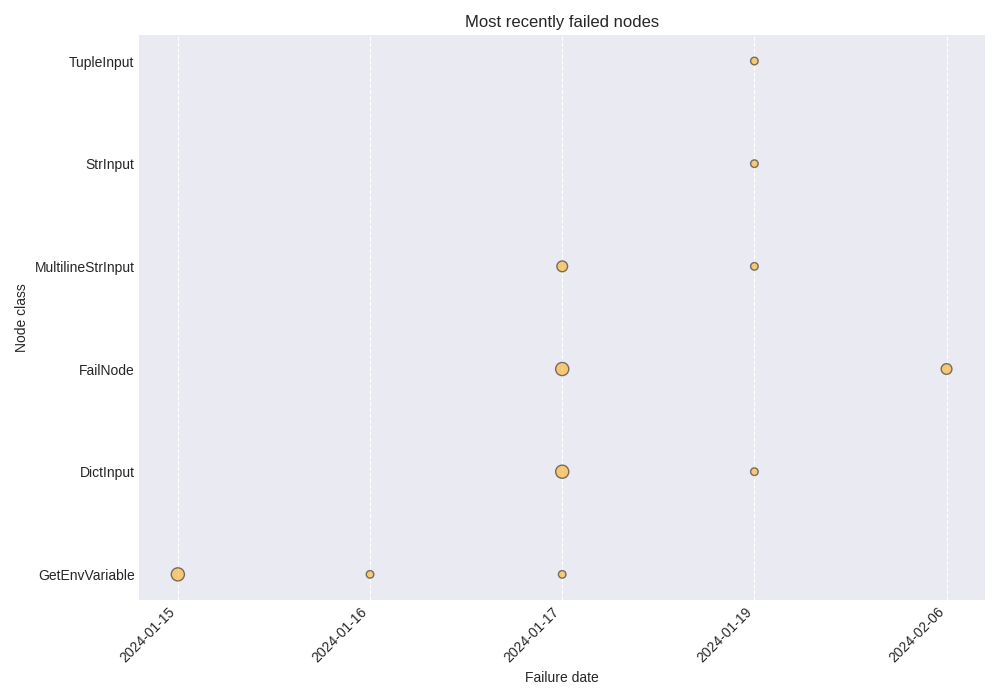 Most recently failed nodes
TupleInput
StrInput
MultilineStrInput
FailNode
DictInput
GetEnvVariable
Node class
2024-01-15
2024-01-16
2024-01-17
2024-01-19
2024-02-06
Failure date